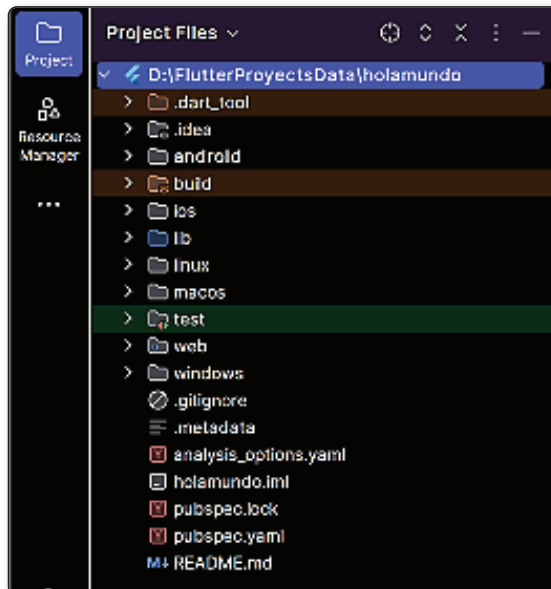 Project Files
Project
D:\FlutterProyectsData\holamundo
.dart_tool
.idea
Resource
Manager
android
build
ios
lib
linux
macos
test
web
windows
.gitignore
.metadata
analysis_options.yaml
holamundo.iml
pubspec.lock
pubspec.yaml
M↓ README.md